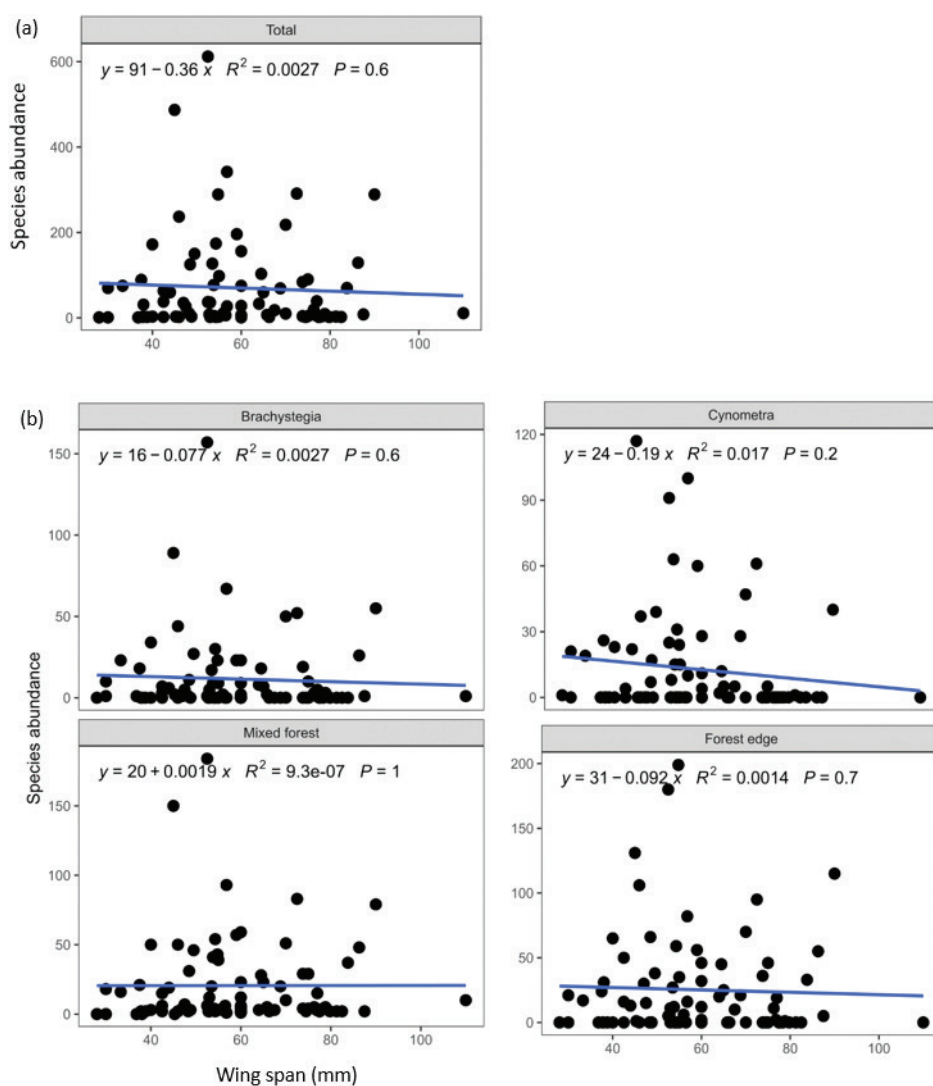 (a)
Total
y = 91 − 0.36 x   R² = 0.0027   P = 0.6
Species abundance
600
400
200
0
40 60 80 100
(b)
Brachystegia
y = 16 − 0.077 x   R² = 0.0027   P = 0.6
150
100
50
0
Cynometra
y = 24 − 0.19 x   R² = 0.017   P = 0.2
120
90
60
30
0
Species abundance
Mixed forest
y = 20 + 0.0019 x   R² = 9.3e-07   P = 1
150
100
50
0
40 60 80 100
Forest edge
y = 31 − 0.092 x   R² = 0.0014   P = 0.7
200
150
100
50
0
40 60 80 100
Wing span (mm)